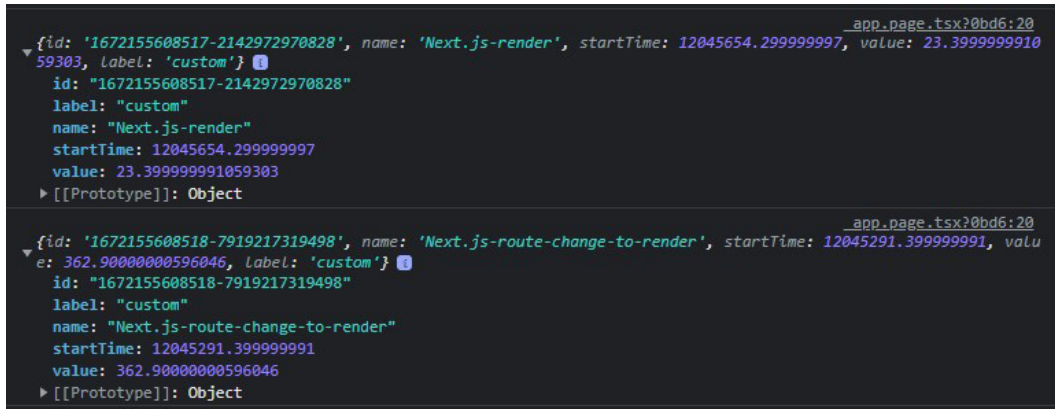 _app.page.tsx?0bd6:20
{id: '1672155608517-2142972970828', name: 'Next.js-render', startTime: 12045654.299999997, value: 23.3999999910
59303, label: 'custom'}
id: "1672155608517-2142972970828"
label: "custom"
name: "Next.js-render"
startTime: 12045654.299999997
value: 23.399999991059303
[[Prototype]]: Object
_app.page.tsx?0bd6:20
{id: '1672155608518-7919217319498', name: 'Next.js-route-change-to-render', startTime: 12045291.399999991, valu
e: 362.90000000596046, label: 'custom'}
id: "1672155608518-7919217319498"
label: "custom"
name: "Next.js-route-change-to-render"
startTime: 12045291.399999991
value: 362.90000000596046
[[Prototype]]: Object